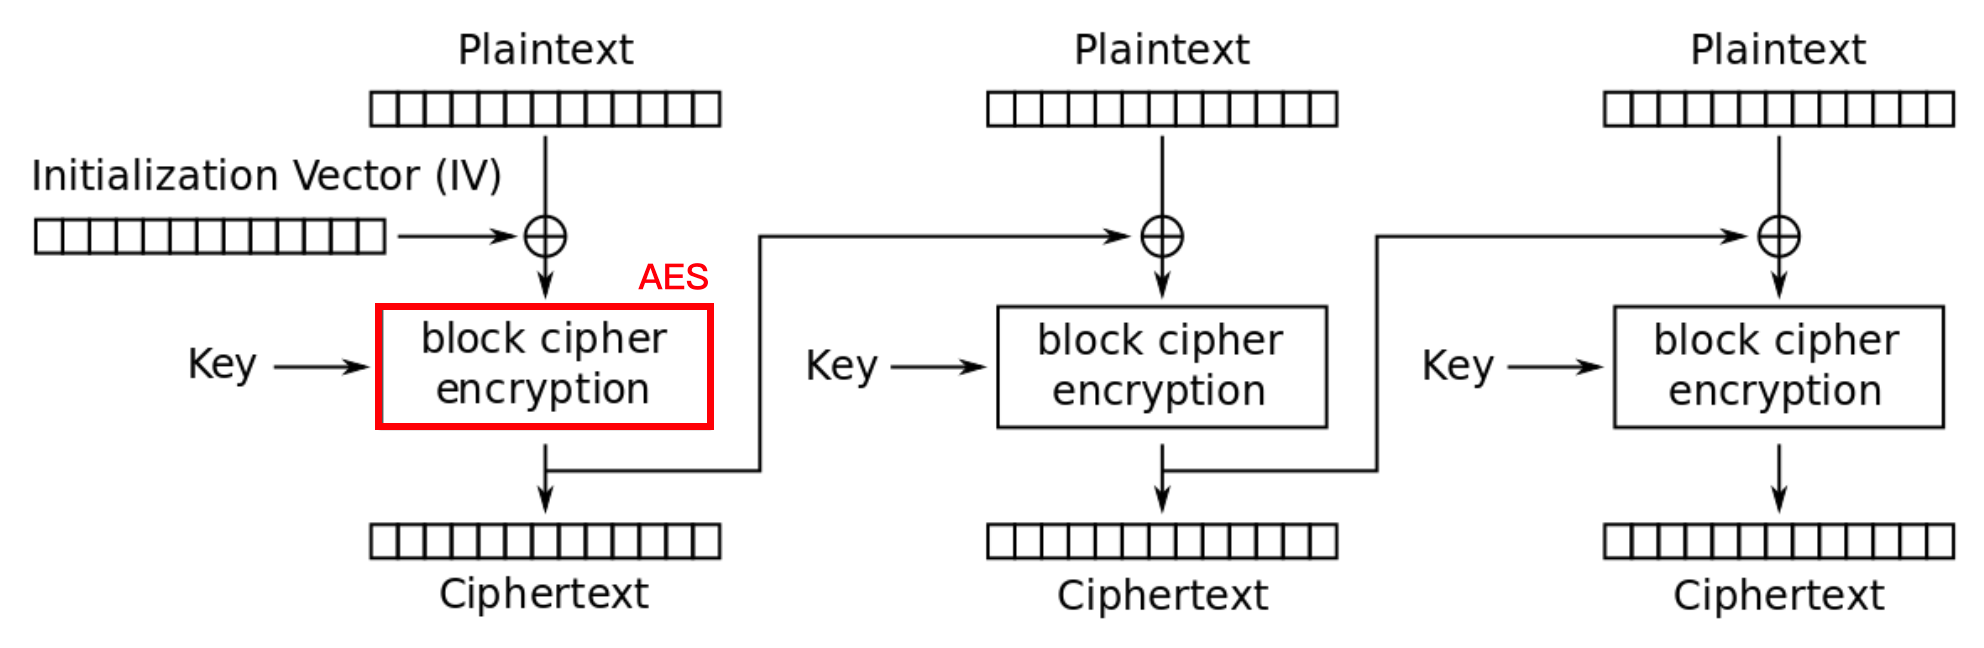 Plaintext
Plaintext
Plaintext
Initialization Vector (IV)
AES
Key
block cipher
encryption
Key
block cipher
encryption
Key
block cipher
encryption
Ciphertext
Ciphertext
Ciphertext